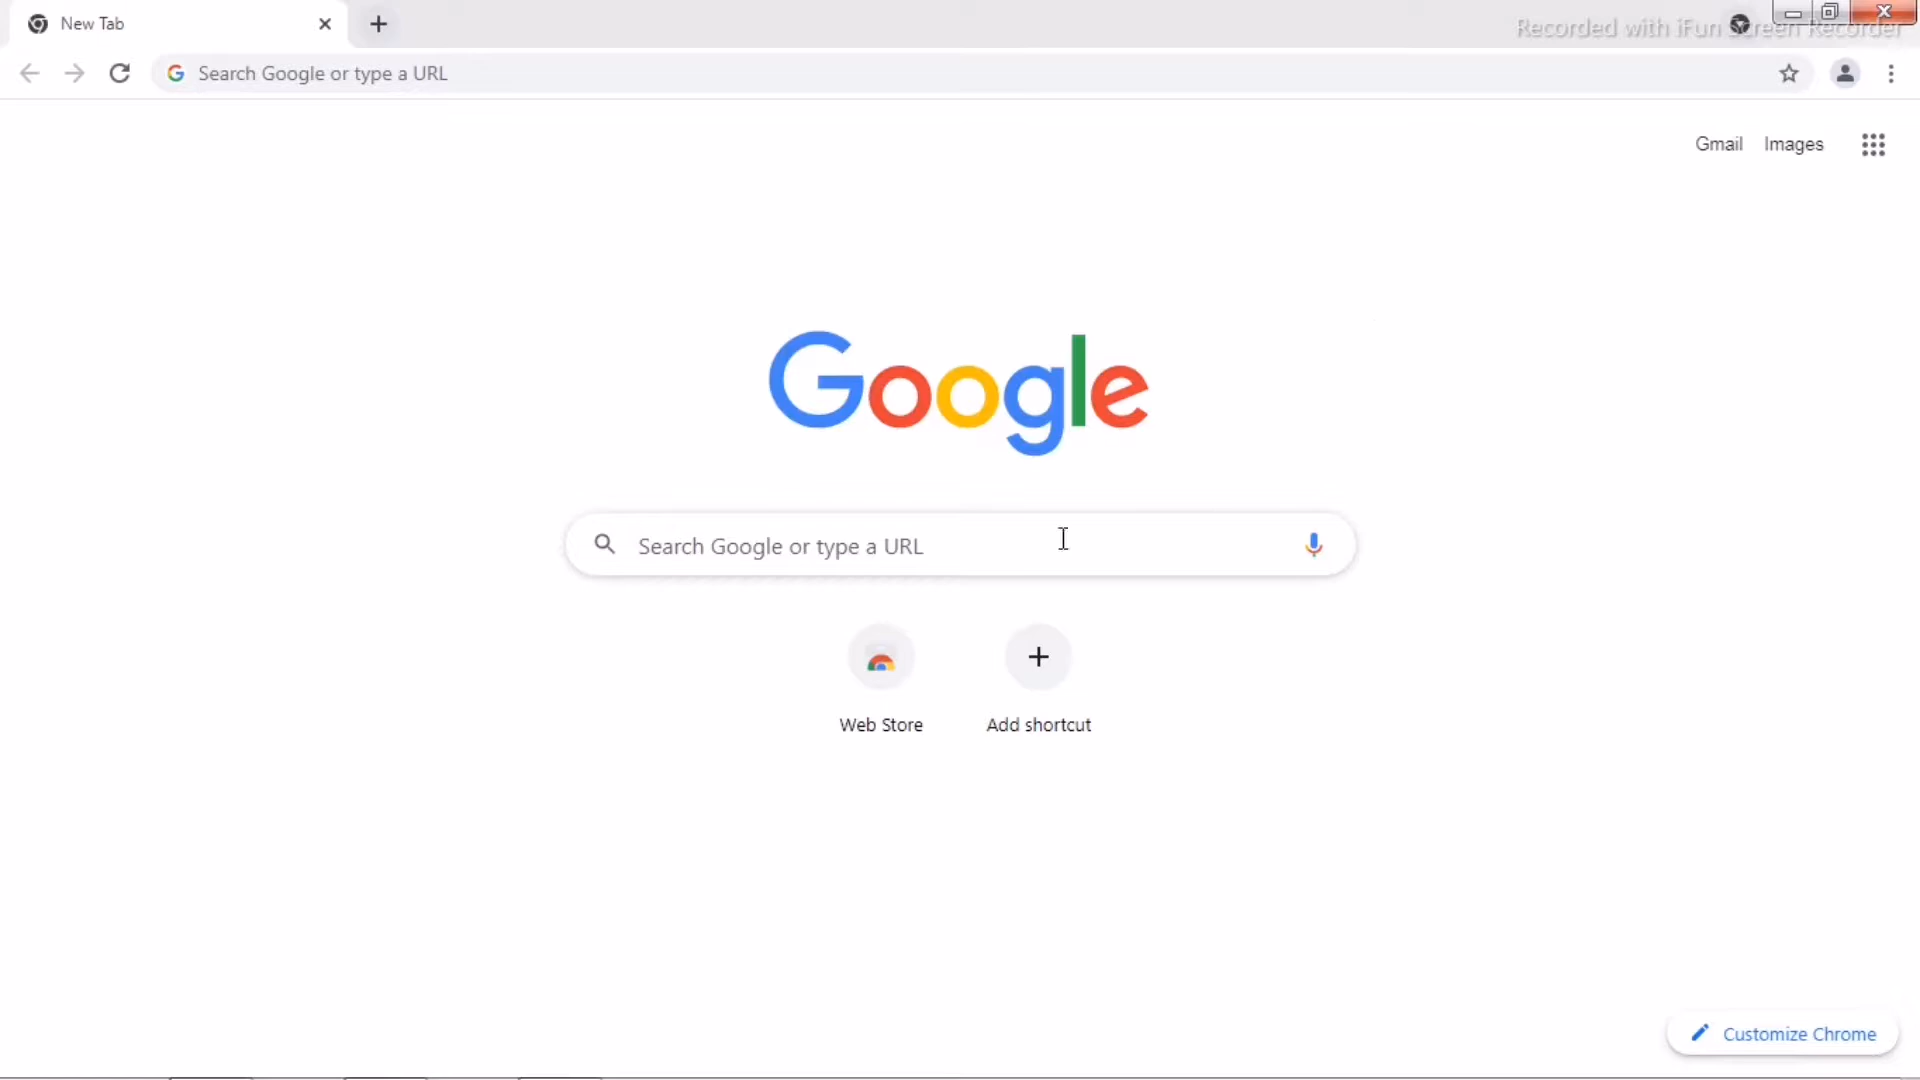 New Tab
Recorded with iFun Screen Recorder
Search Google or type a URL
Gmail Images
Google
Search Google or type a URL
Web Store Add shortcut
Customize Chrome